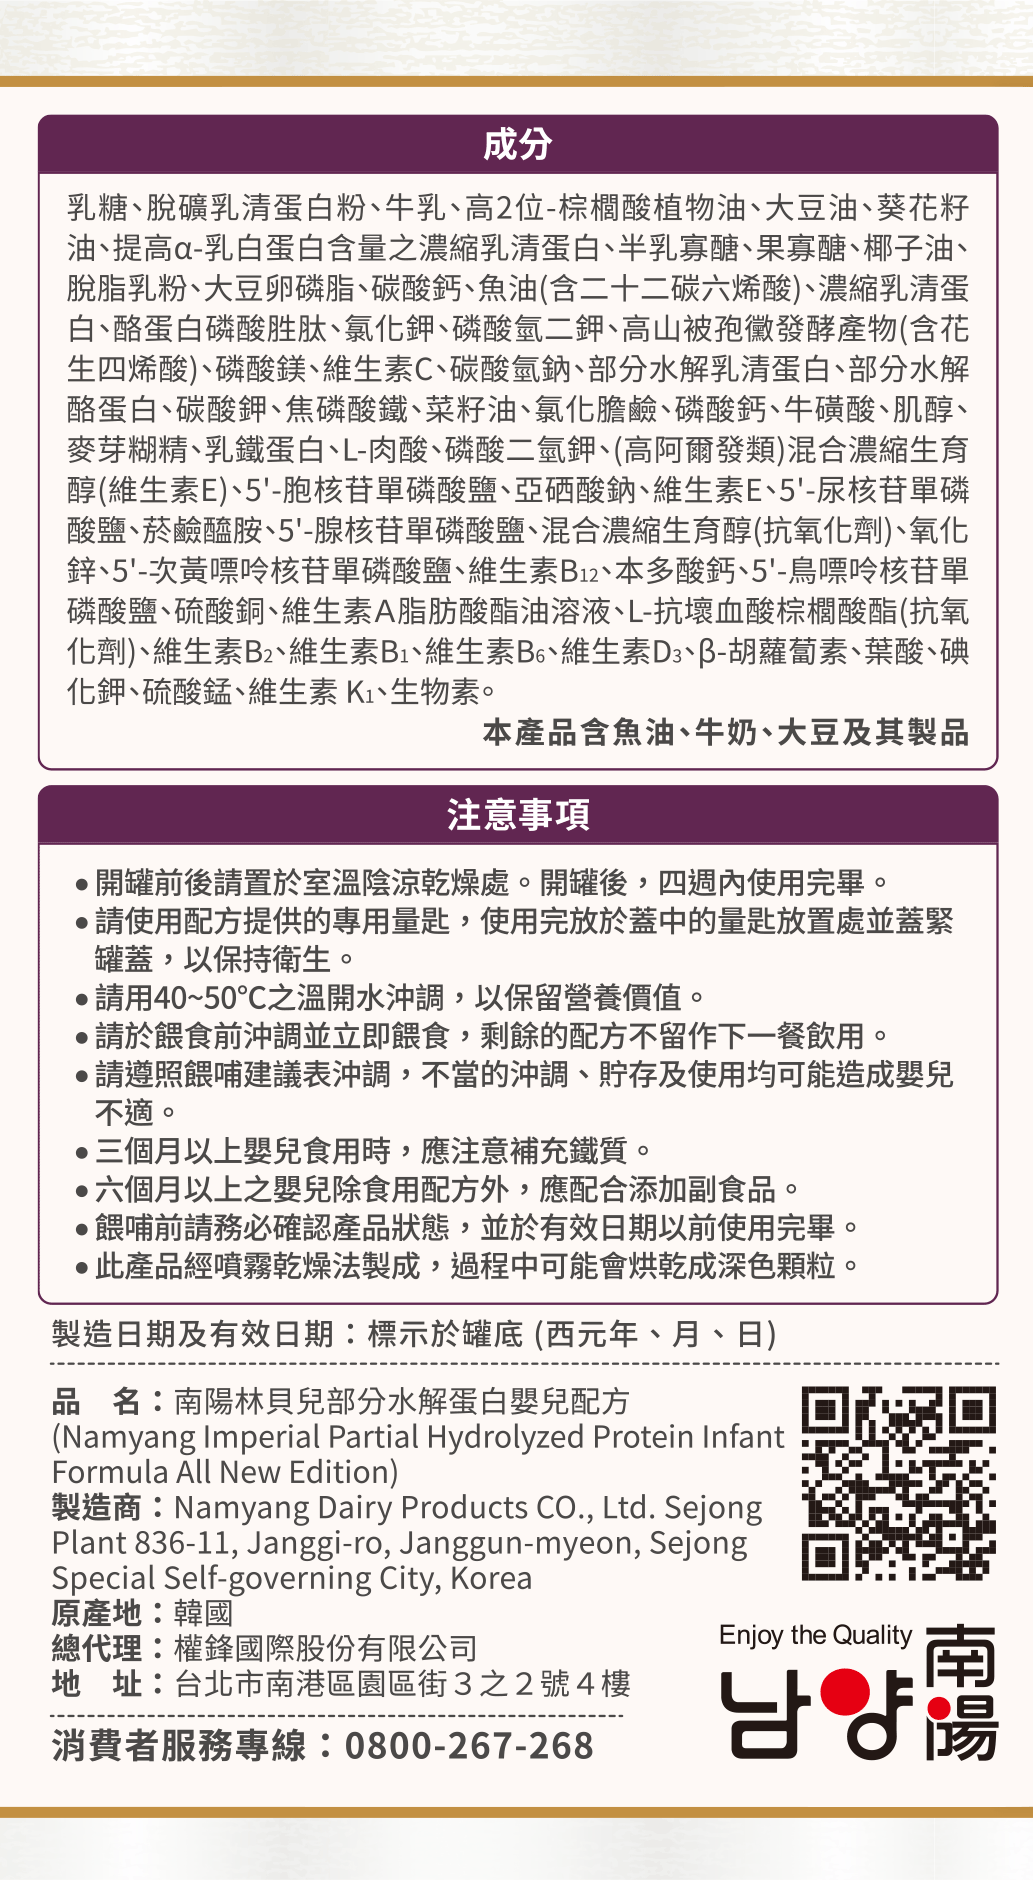 成分
乳糖、脫礦乳清蛋白粉、牛乳、高2位-棕櫚酸植物油、大豆油、葵花籽
油、提高α-乳白蛋白含量之濃縮乳清蛋白、半乳寡醣、果寡醣、椰子油、
脫脂乳粉、大豆卵磷脂、碳酸鈣、魚油(含二十二碳六烯酸)、濃縮乳清蛋
白、酪蛋白磷酸胜肽、氯化鉀、磷酸氫二鉀、高山被孢黴發酵產物(含花
生四烯酸)、磷酸鎂、維生素C、碳酸氫鈉、部分水解乳清蛋白、部分水解
酪蛋白、碳酸鉀、焦磷酸鐵、菜籽油、氯化膽鹼、磷酸鈣、牛磺酸、肌醇、
麥芽糊精、乳鐵蛋白、L-肉酸、磷酸二氫鉀、(高阿爾發類)混合濃縮生育
醇(維生素E)、5'-胞核苷單磷酸鹽、亞硒酸鈉、維生素E、5'-尿核苷單磷
酸鹽、菸鹼醯胺、5'-腺核苷單磷酸鹽、混合濃縮生育醇(抗氧化劑)、氧化
鋅、5'-次黃嘌呤核苷單磷酸鹽、維生素B12、本多酸鈣、5'-鳥嘌呤核苷單
磷酸鹽、硫酸銅、維生素A脂肪酸酯油溶液、L-抗壞血酸棕櫚酸酯(抗氧
化劑)、維生素B2、維生素B1、維生素B6、維生素D3、β-胡蘿蔔素、葉酸、碘
化鉀、硫酸錳、維生素 K1、生物素。
本產品含魚油、牛奶、大豆及其製品
注意事項
●開罐前後請置於室溫陰涼乾燥處。開罐後，四週內使用完畢。
●請使用配方提供的專用量匙，使用完放於蓋中的量匙放置處並蓋緊
罐蓋，以保持衛生。
●請用40~50℃之溫開水沖調，以保留營養價值。
●請於餵食前沖調並立即餵食，剩餘的配方不留作下一餐飲用。
●請遵照餵哺建議表沖調，不當的沖調、貯存及使用均可能造成嬰兒
不適。
●三個月以上嬰兒食用時，應注意補充鐵質。
●六個月以上之嬰兒除食用配方外，應配合添加副食品。
●餵哺前請務必確認產品狀態，並於有效日期以前使用完畢。
●此產品經噴霧乾燥法製成，過程中可能會烘乾成深色顆粒。
製造日期及有效日期：標示於罐底 (西元年、月、日)
品　名：南陽林貝兒部分水解蛋白嬰兒配方
(Namyang Imperial Partial Hydrolyzed Protein Infant
Formula All New Edition)
製造商：Namyang Dairy Products CO., Ltd. Sejong
Plant 836-11, Janggi-ro, Janggun-myeon, Sejong
Special Self-governing City, Korea
原產地：韓國
總代理：權鋒國際股份有限公司
地　址：台北市南港區園區街３之２號４樓
消費者服務專線：0800-267-268
Enjoy the Quality
남양
南陽